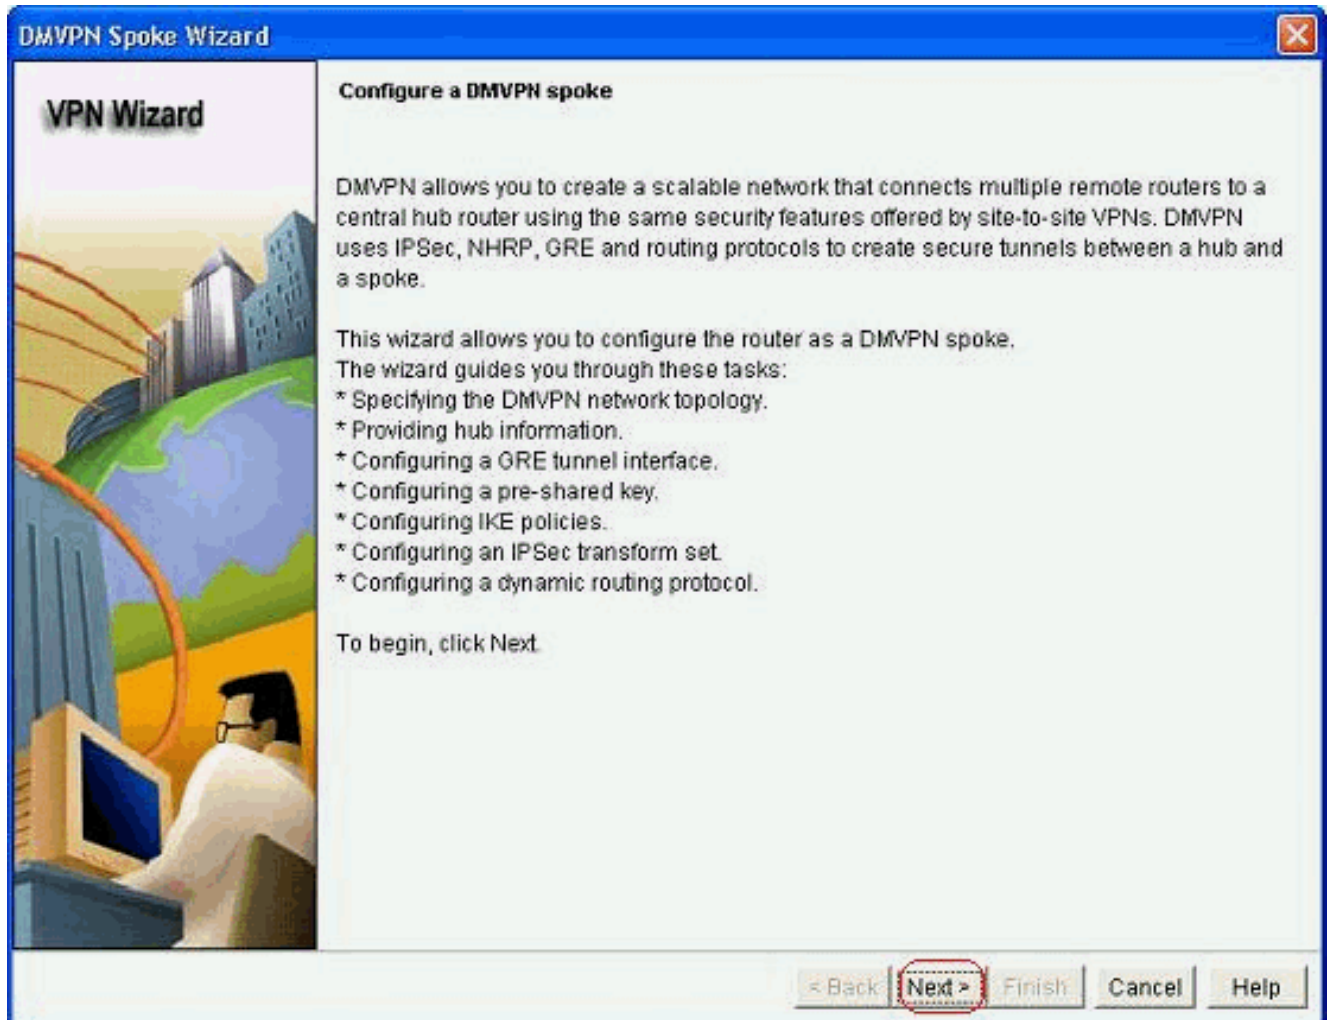 DMVPN Spoke Wizard
VPN Wizard
Configure a DMVPN spoke
DMVPN allows you to create a scalable network that connects multiple remote routers to a
central hub router using the same security features offered by site-to-site VPNs. DMVPN
uses IPSec, NHRP, GRE and routing protocols to create secure tunnels between a hub and
a spoke.
This wizard allows you to configure the router as a DMVPN spoke.
The wizard guides you through these tasks:
* Specifying the DMVPN network topology.
* Providing hub information.
* Configuring a GRE tunnel interface.
* Configuring a pre-shared key.
* Configuring IKE policies.
* Configuring an IPSec transform set.
* Configuring a dynamic routing protocol.
To begin, click Next.
< Back Next > Finish Cancel Help